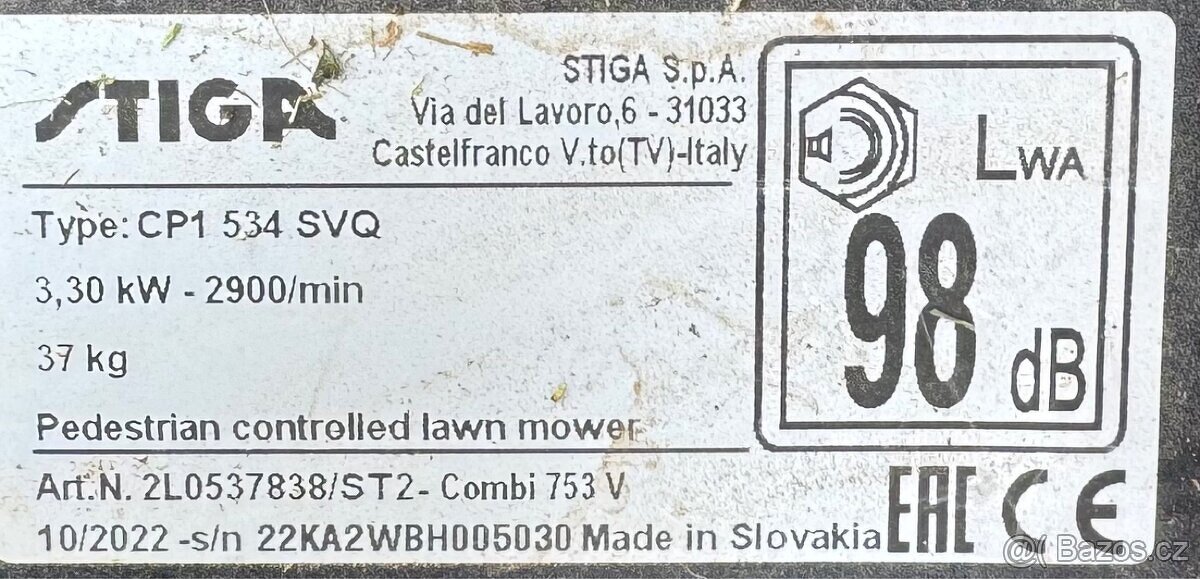 STIGA
STIGA S.p.A.
Via del Lavoro,6 - 31033
Castelfranco V.to(TV)-Italy
Type: CP1 534 SVQ
3,30 kW - 2900/min
37 kg
Pedestrian controlled lawn mower
Art.N. 2L0537838/ST2- Combi 753 V
10/2022 -s/n 22KA2WBH005030 Made in Slovakia
LWA
98
dB
EAC CE
@( Bazos.cz